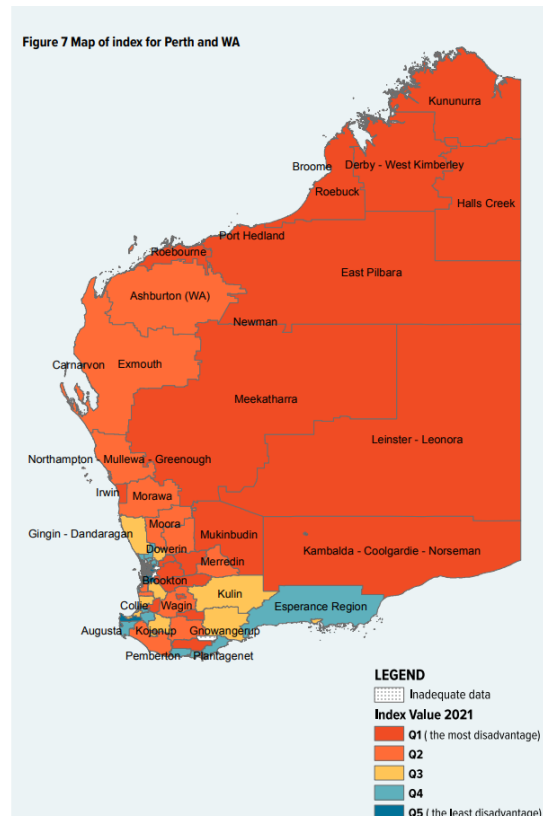 Figure 7 Map of index for Perth and WA
Kununurra
Broome
Derby - West Kimberley
Roebuck
Halls Creek
Port Hedland
Roebourne
East Pilbara
Ashburton (WA)
Newman
Carnarvon
Exmouth
Meekatharra
Leinster - Leonora
Northampton - Mullewa - Greenough
Irwin
Morawa
Moora
Gingin - Dandaragan
Mukinbudin
Dowerin
Kambalda - Coolgardie - Norseman
Merredin
Brookton
Kulin
Collie
Wagin
Esperance Region
Augusta
Kojonup
Gnowangerup
Pemberton
Plantagenet
LEGEND
Inadequate data
Index Value 2021
Q1 ( the most disadvantage)
Q2
Q3
Q4
Q5 ( the least disadvantage)